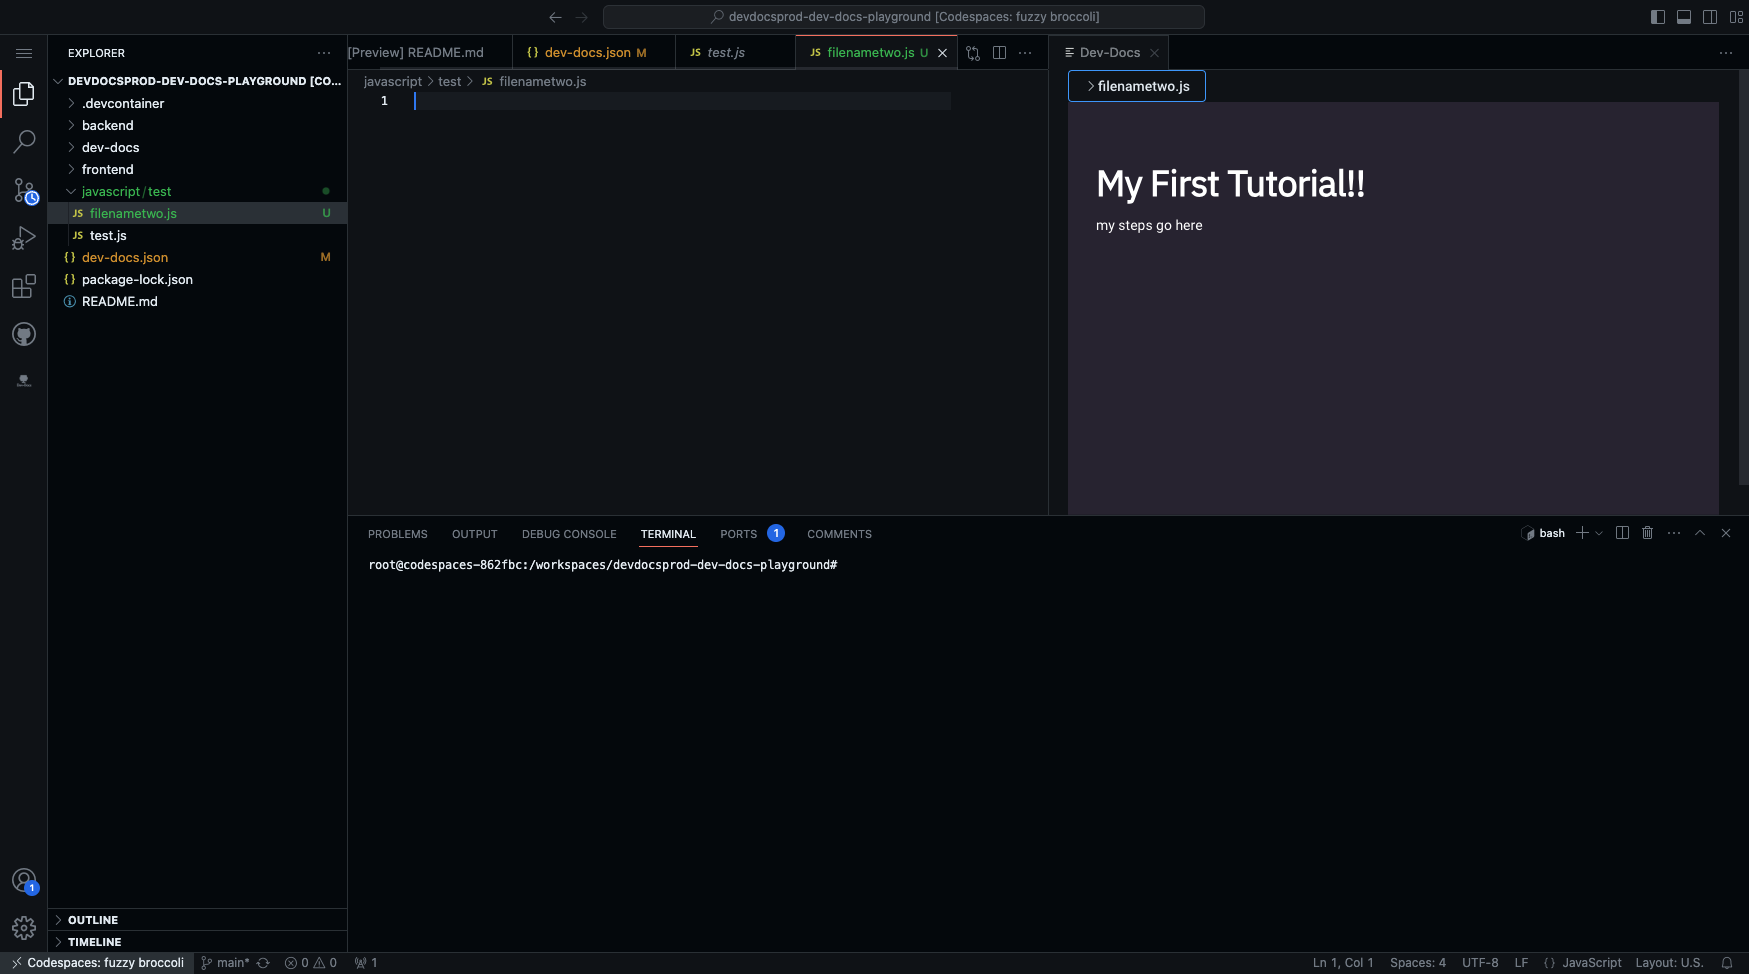 devdocsprod-dev-docs-playground [Codespaces: fuzzy broccoli]
EXPLORER
DEVDOCSPROD-DEV-DOCS-PLAYGROUND [CO...
.devcontainer
backend
dev-docs
frontend
javascript/test
JS filenametwo.js U
JS test.js
{} dev-docs.json M
{} package-lock.json
README.md
OUTLINE
TIMELINE
[Preview] README.md
{} dev-docs.json M
JS test.js
JS filenametwo.js U
javascript > test > JS filenametwo.js
1
Dev-Docs
filenametwo.js
My First Tutorial!!
my steps go here
PROBLEMS OUTPUT DEBUG CONSOLE TERMINAL PORTS 1 COMMENTS
bash
root@codespaces-862fbc:/workspaces/devdocsprod-dev-docs-playground#
1
Codespaces: fuzzy broccoli main* 0 0 1
Ln 1, Col 1 Spaces: 4 UTF-8 LF {} JavaScript Layout: U.S.